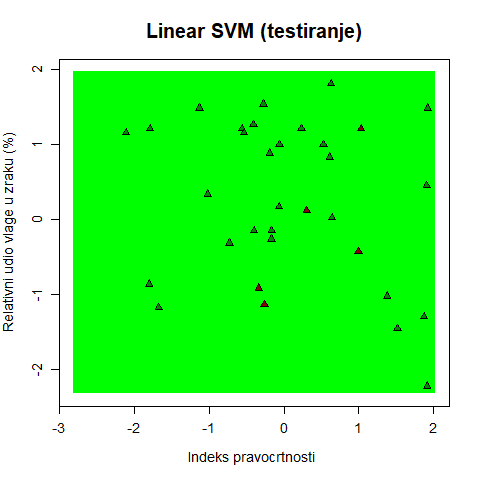 Linear SVM (testiranje)
Relativni udio vlage u zraku (%)
2
1
0
-1
-2
-3 -2 -1 0 1 2
Indeks pravocrtnosti